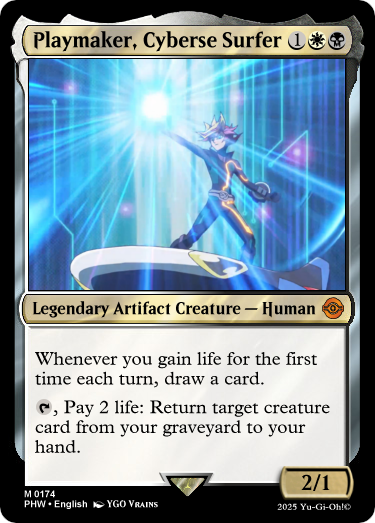 Playmaker, Cyberse Surfer 1
Legendary Artifact Creature — Human
Whenever you gain life for the first
time each turn, draw a card.
, Pay 2 life: Return target creature
card from your graveyard to your
hand.
2/1
M 0174
PHW • English YGO VRAINS
2025 Yu-Gi-Oh!©